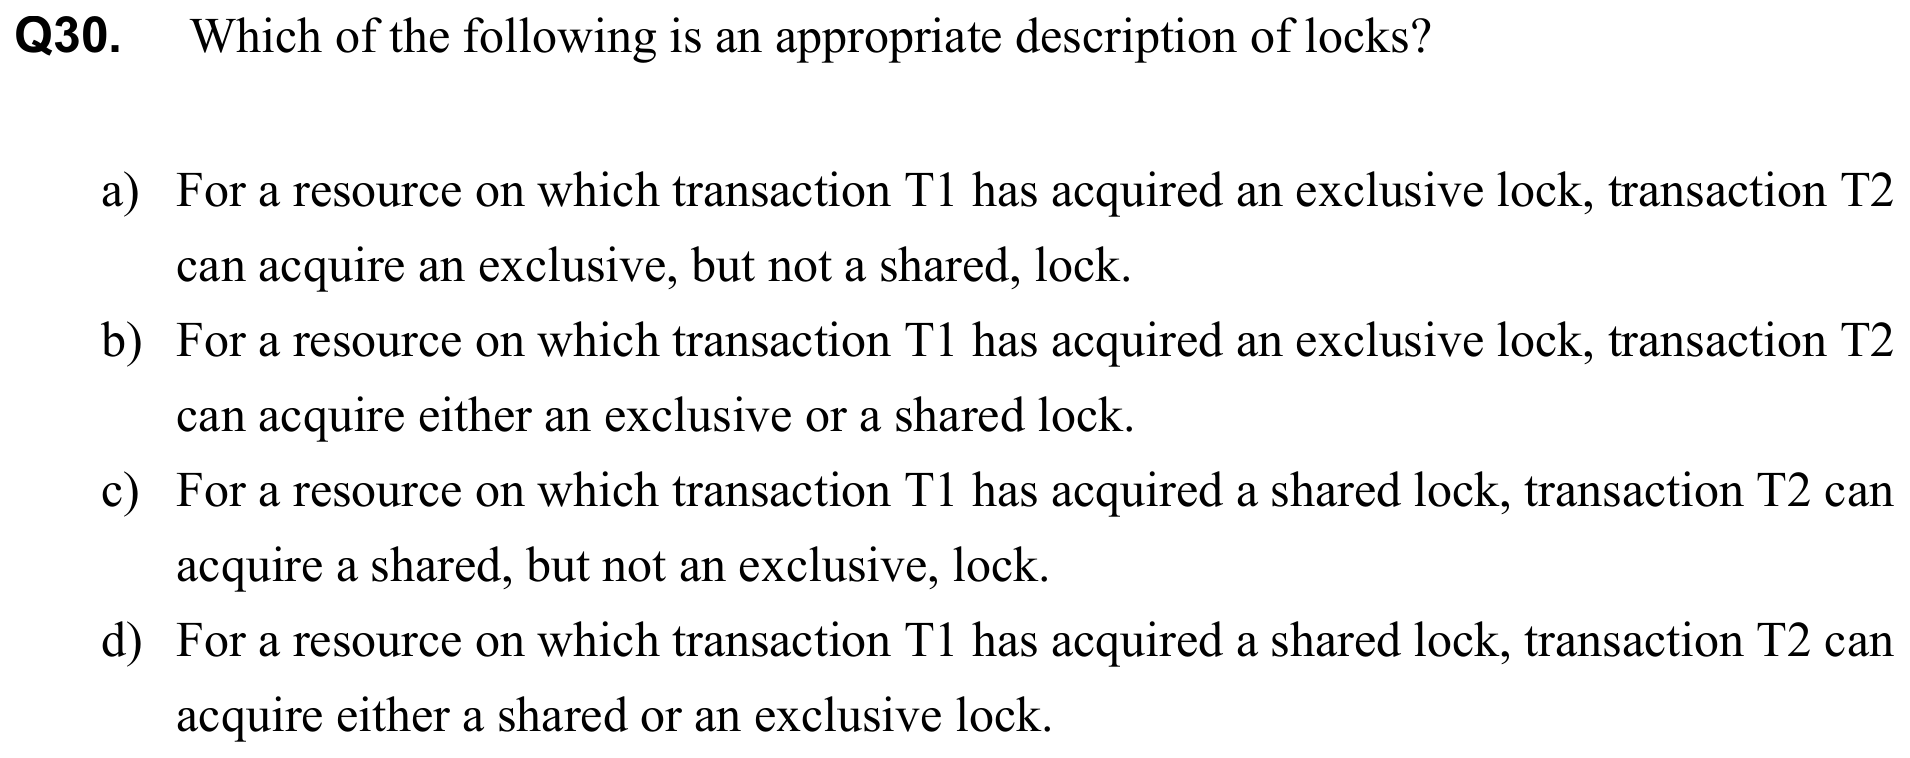 Q30. Which of the following is an appropriate description of locks?
a) For a resource on which transaction T1 has acquired an exclusive lock, transaction T2
can acquire an exclusive, but not a shared, lock.
b) For a resource on which transaction T1 has acquired an exclusive lock, transaction T2
can acquire either an exclusive or a shared lock.
c) For a resource on which transaction T1 has acquired a shared lock, transaction T2 can
acquire a shared, but not an exclusive, lock.
d) For a resource on which transaction T1 has acquired a shared lock, transaction T2 can
acquire either a shared or an exclusive lock.